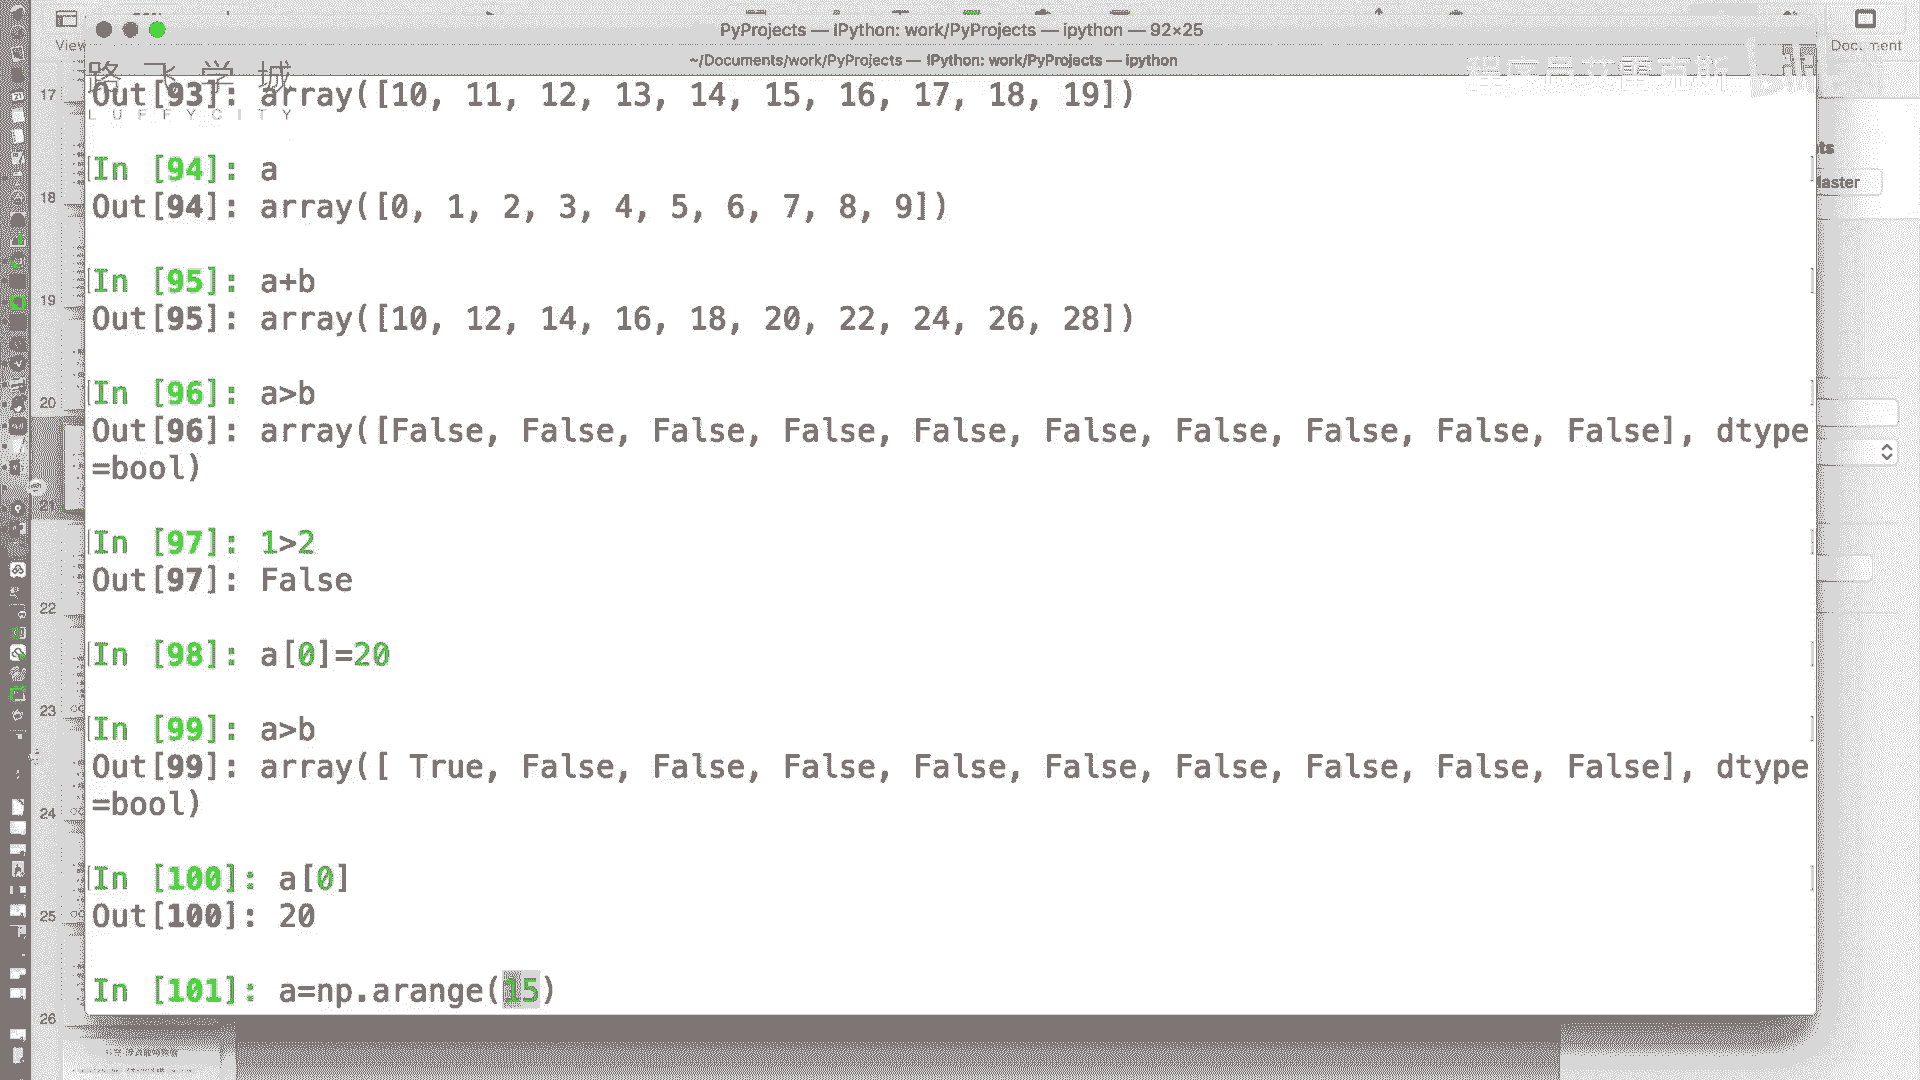 PyProjects — IPython: work/PyProjects — ipython — 92×25
View
~/Documents/work/PyProjects — IPython: work/PyProjects — ipython
路飞学城
LUFFYCITY
程序员艾雷克斯
Out[93]: array([10, 11, 12, 13, 14, 15, 16, 17, 18, 19])
In [94]: a
Out[94]: array([0, 1, 2, 3, 4, 5, 6, 7, 8, 9])
In [95]: a+b
Out[95]: array([10, 12, 14, 16, 18, 20, 22, 24, 26, 28])
In [96]: a>b
Out[96]: array([False, False, False, False, False, False, False, False, False, False], dtype
=bool)
In [97]: 1>2
Out[97]: False
In [98]: a[0]=20
In [99]: a>b
Out[99]: array([ True, False, False, False, False, False, False, False, False, False], dtype
=bool)
In [100]: a[0]
Out[100]: 20
In [101]: a=np.arange(15)
17
18
19
20
21
22
23
24
25
26